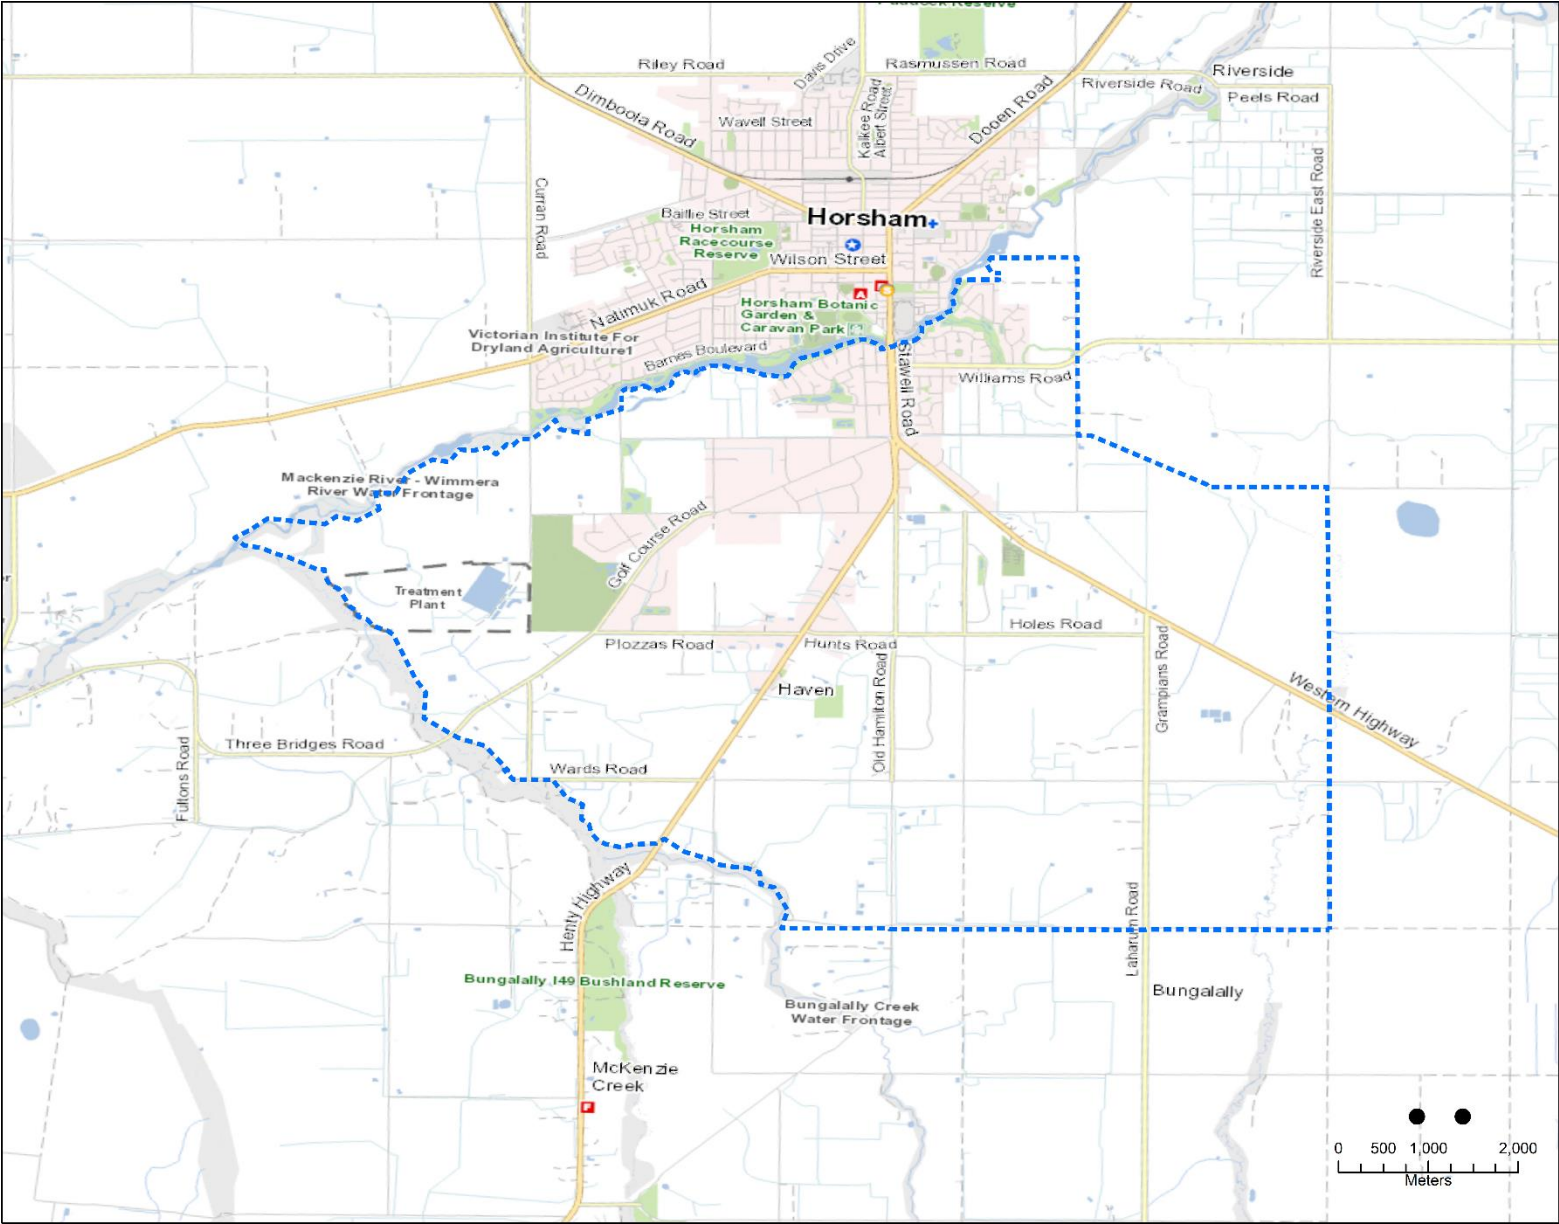 Riley Road
Davis Drive
Rasmussen Road
Riverside
Riverside Road
Peels Road
Dimboola Road
Wavell Street
Kalkee Road
Albert Street
Dooen Road
Curran Road
Riverside East Road
Baillie Street
Horsham
Horsham
Racecourse
Reserve
Wilson Street
Natimuk Road
Horsham Botanic
Garden &
Caravan Park
Victorian Institute For
Dryland Agriculture1
Barnes Boulevard
Stawell Road
Williams Road
Mackenzie River - Wimmera
River Water Frontage
Golf Course Road
Treatment
Plant
Plozzas Road
Hunts Road
Holes Road
Haven
Old Hamilton Road
Grampians Road
Western Highway
Three Bridges Road
Fultons Road
Wards Road
Henty Highway
Laharum Road
Bungalally I49 Bushland Reserve
Bungalally Creek
Water Frontage
Bungalally
McKenzie
Creek
0 500 1,000 2,000
Meters